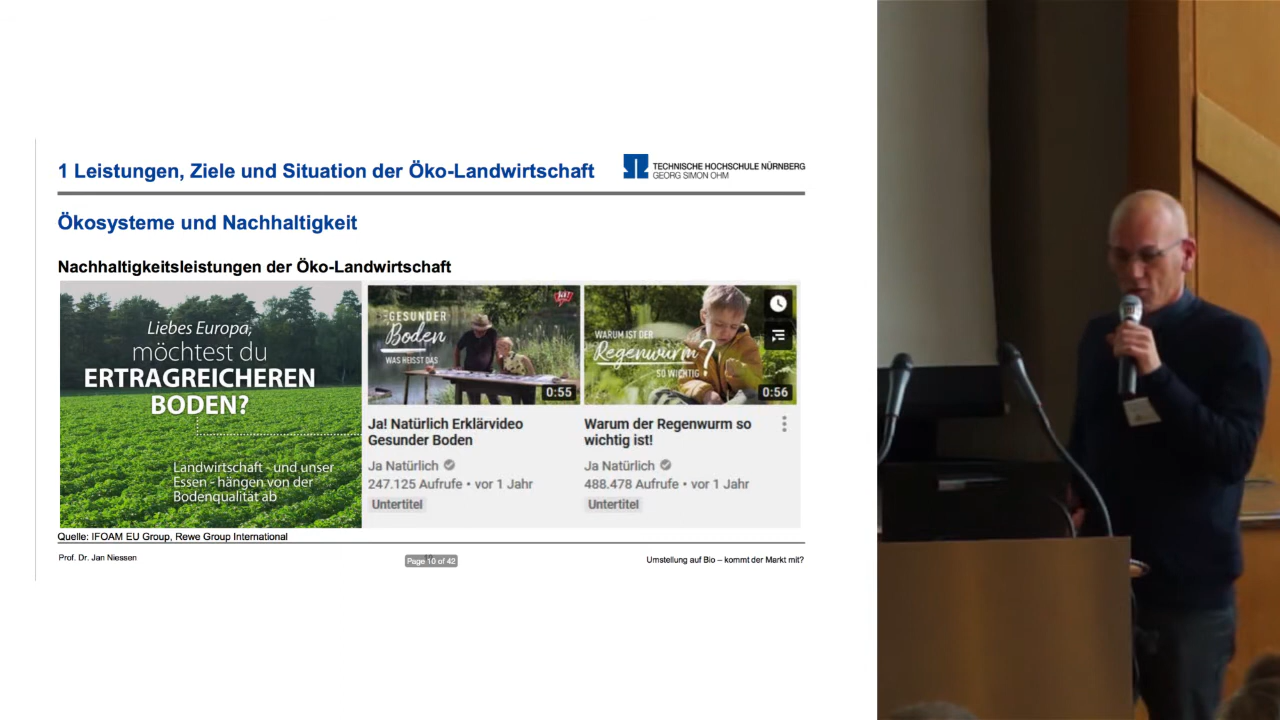 1 Leistungen, Ziele und Situation der Öko-Landwirtschaft
TECHNISCHE HOCHSCHULE NÜRNBERG
GEORG SIMON OHM
Ökosysteme und Nachhaltigkeit
Nachhaltigkeitsleistungen der Öko-Landwirtschaft
Liebes Europa,
möchtest du
ERTRAGREICHEREN
BODEN?
Landwirtschaft - und unser
Essen - hängen von der
Bodenqualität ab
GESUNDER
Boden
WAS HEISST DAS
0:55
Ja! Natürlich Erklärvideo
Gesunder Boden
Ja Natürlich
247.125 Aufrufe • vor 1 Jahr
Untertitel
WARUM IST DER
Regenwurm?
SO WICHTIG
0:56
Warum der Regenwurm so
wichtig ist!
Ja Natürlich
488.478 Aufrufe • vor 1 Jahr
Untertitel
Quelle: IFOAM EU Group, Rewe Group International
Prof. Dr. Jan Niessen
Page 10 of 42
Umstellung auf Bio – kommt der Markt mit?